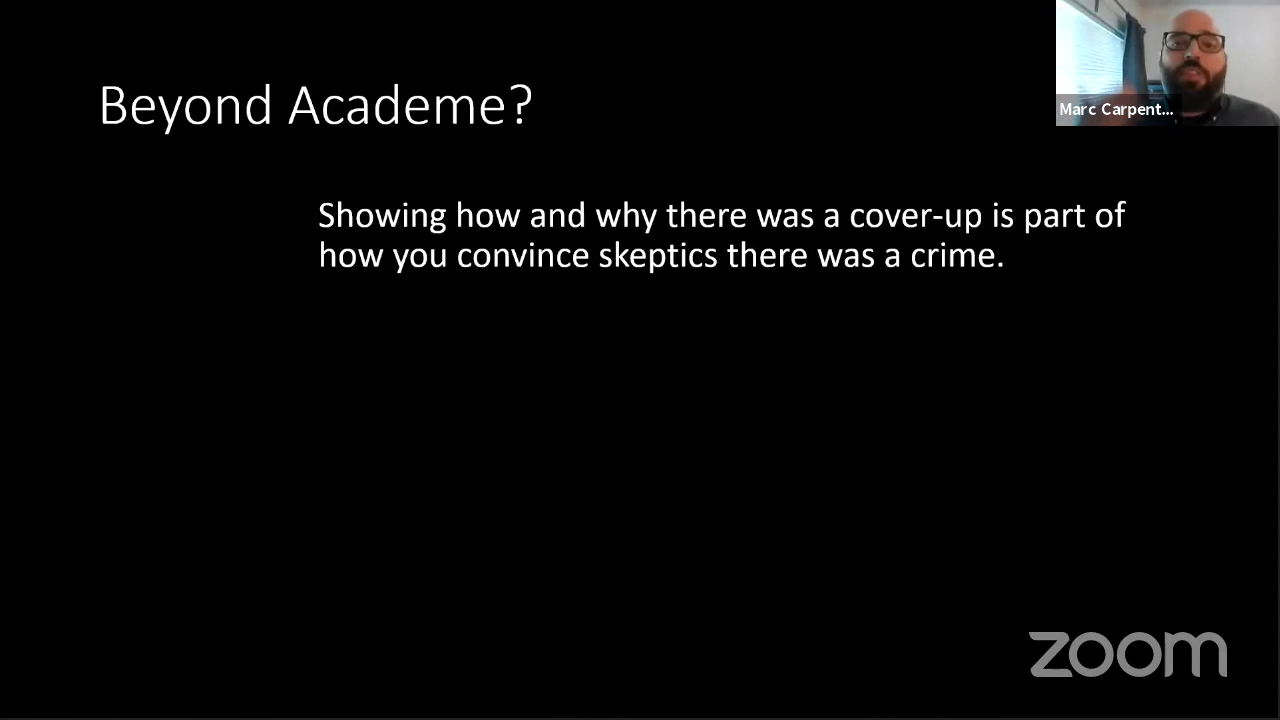 Beyond Academe?
Marc Carpent...
Showing how and why there was a cover-up is part of
how you convince skeptics there was a crime.
zoom